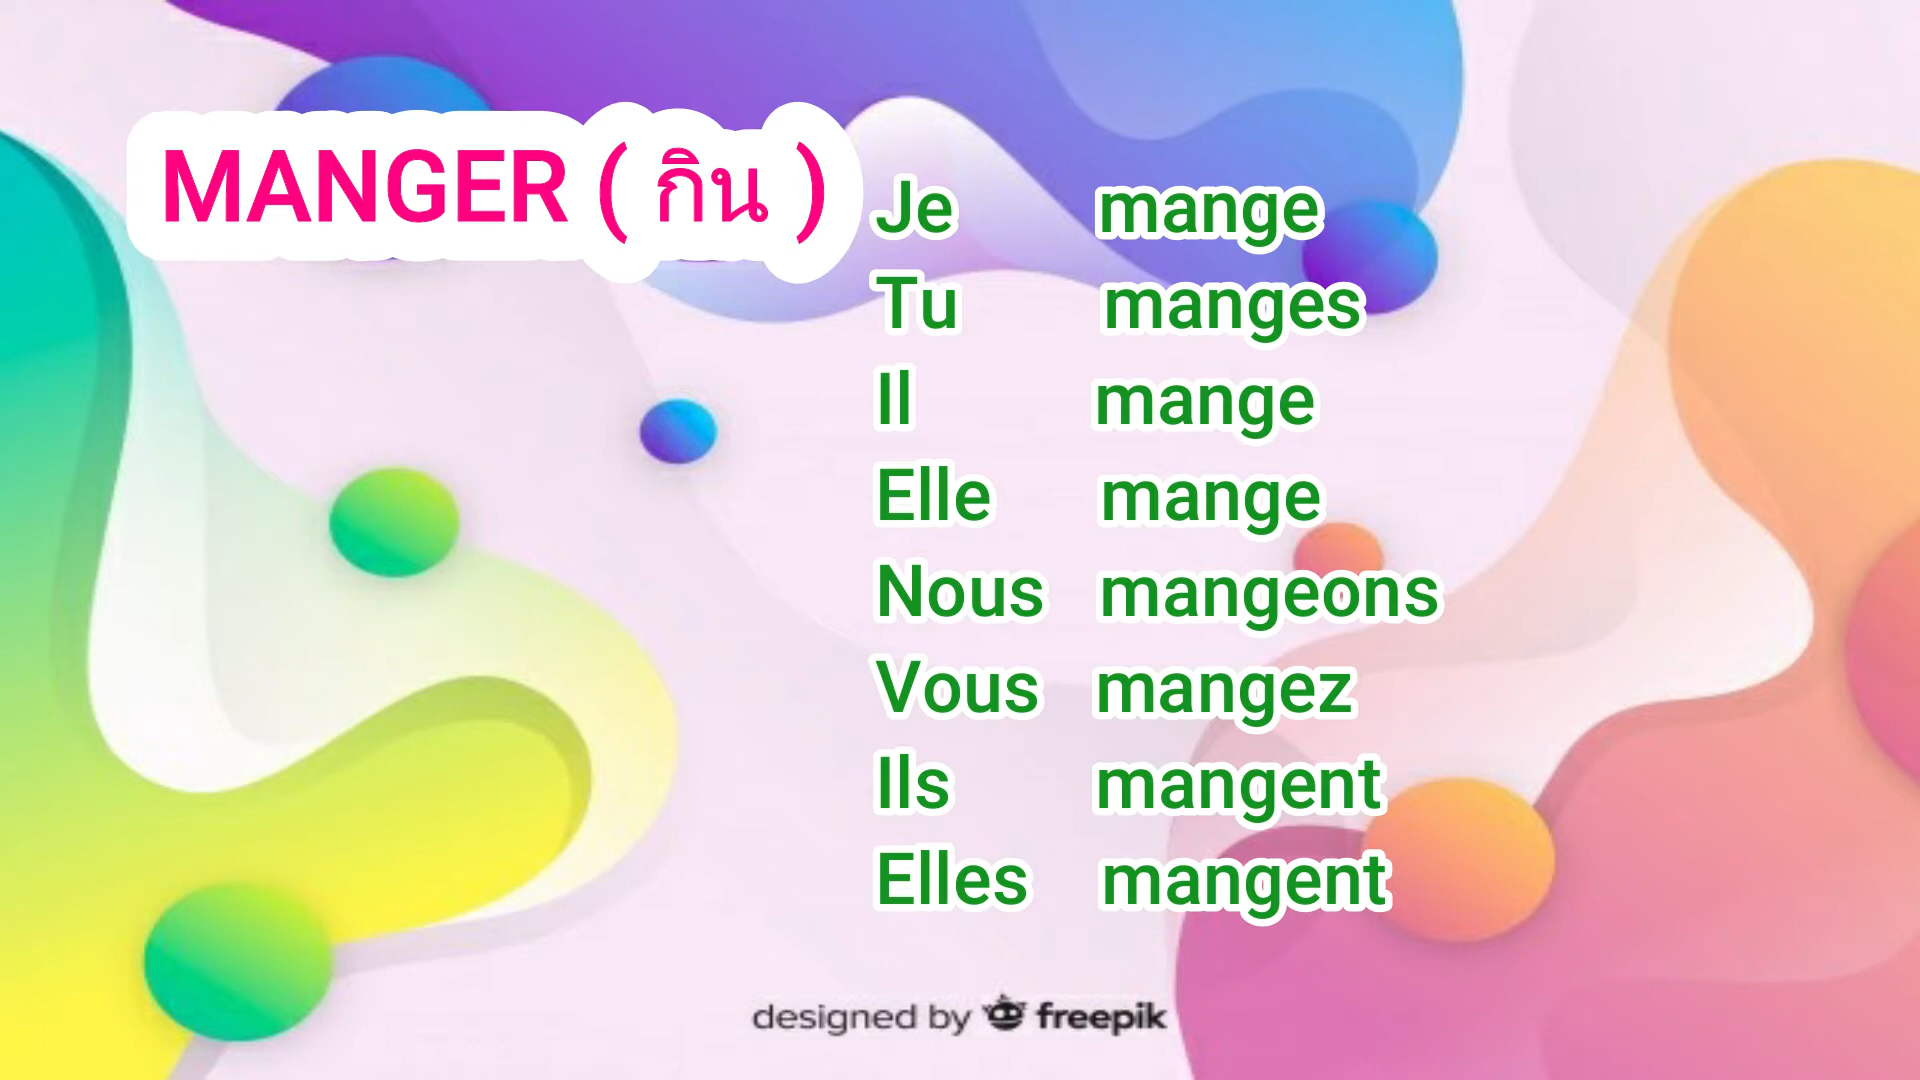 MANGER ( กิน )
Je mange
Tu manges
Il mange
Elle mange
Nous mangeons
Vous mangez
Ils mangent
Elles mangent
designed by freepik